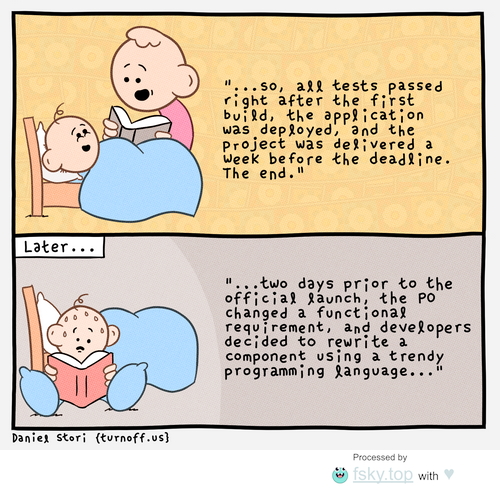 "...so, all tests passed
right after the first
build, the application
was deployed, and the
project was delivered a
week before the deadline.
The end."
Later...
"...two days prior to the
official launch, the PO
changed a functional
requirement, and developers
decided to rewrite a
component using a trendy
programming language..."
Daniel Stori {turnoff.us}
Processed by
fsky.top with ♥